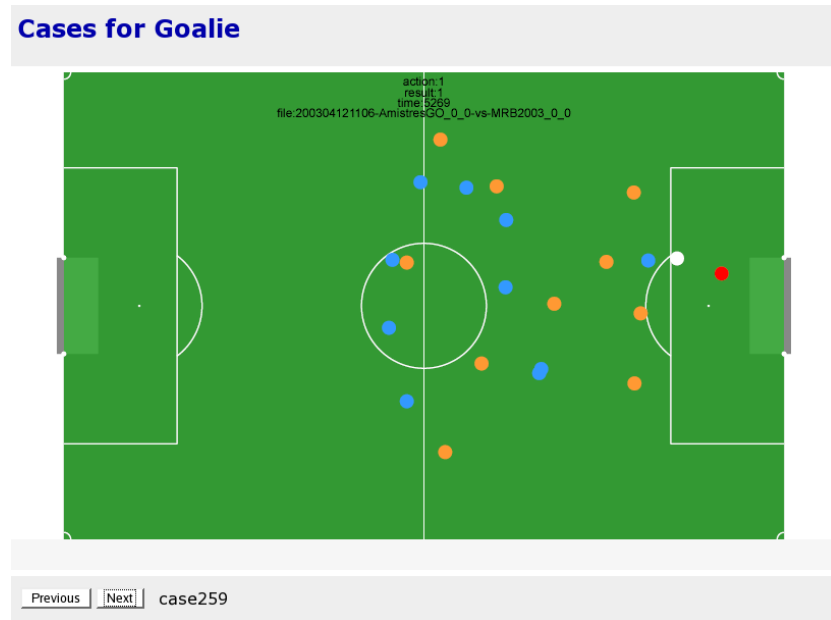 Cases for Goalie
action:1
result:1
time:5269
file:200304121106-AmistresGO_0_0-vs-MRB2003_0_0
Previous Next case259